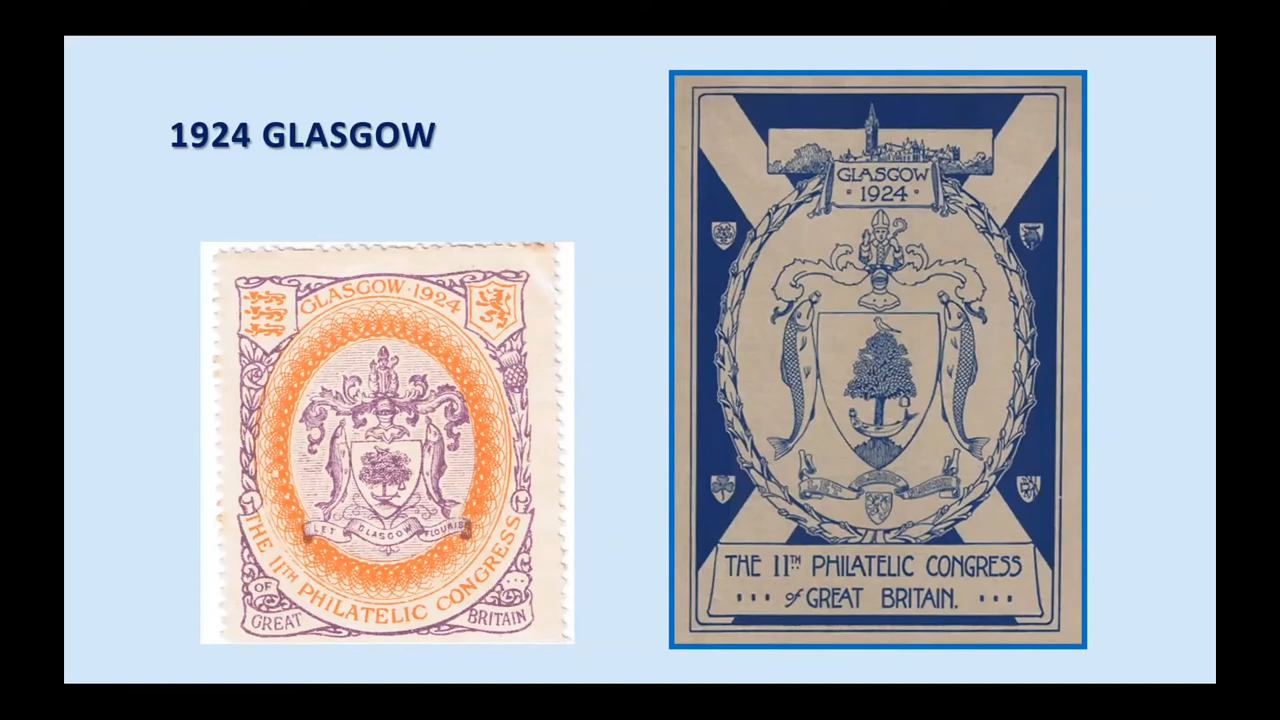 1924 GLASGOW
GLASGOW · 1924
LET GLASGOW FLOURISH
THE 11TH PHILATELIC CONGRESS
OF
GREAT
BRITAIN
GLASGOW
· 1924 ·
LET
THE 11TH PHILATELIC CONGRESS
of GREAT BRITAIN.